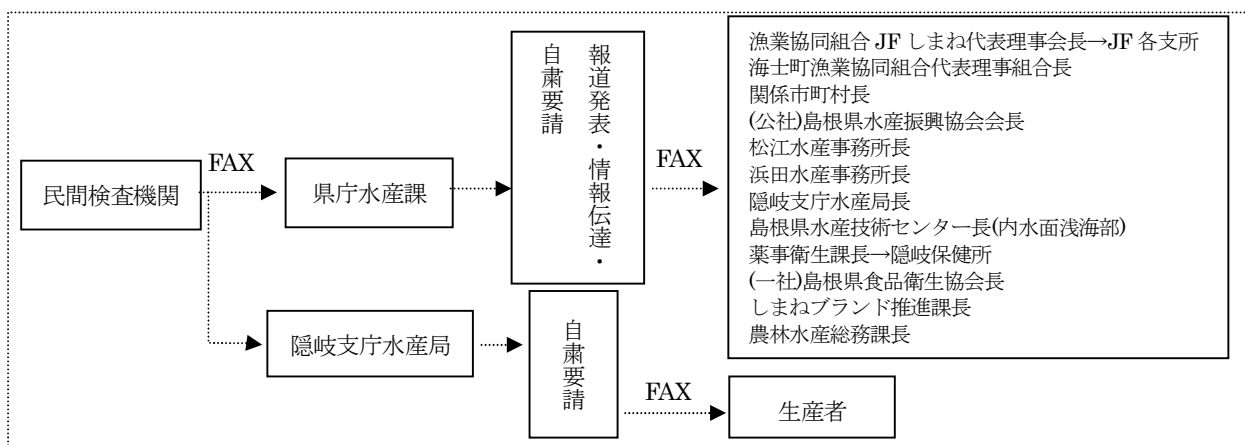 民間検査機関
FAX
県庁水産課
報道発表・情報伝達・
自粛要請
FAX
漁業協同組合 JF しまね代表理事会長→JF 各支所
海士町漁業協同組合代表理事組合長
関係市町村長
(公社)島根県水産振興協会会長
松江水産事務所長
浜田水産事務所長
隠岐支庁水産局長
島根県水産技術センター長(内水面浅海部)
薬事衛生課長→隠岐保健所
(一社)島根県食品衛生協会長
しまねブランド推進課長
農林水産総務課長
隠岐支庁水産局
自粛要請
FAX
生産者